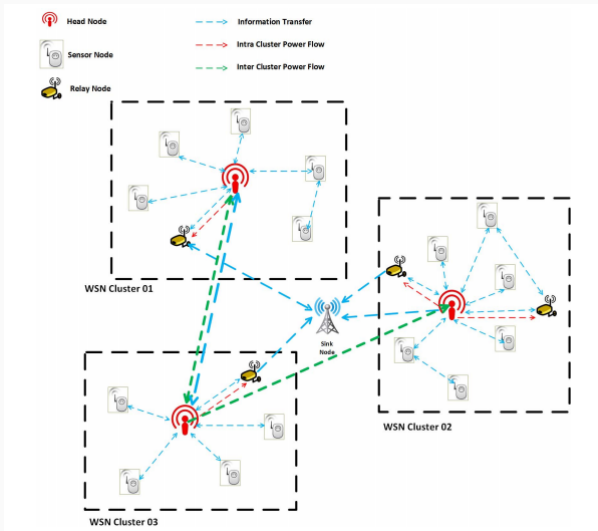 Head Node
Information Transfer
Sensor Node
Intra Cluster Power Flow
Inter Cluster Power Flow
Relay Node
WSN Cluster 01
Sink
Node
WSN Cluster 02
WSN Cluster 03